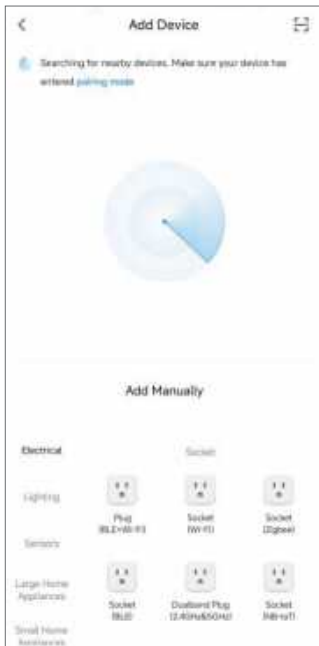 Add Device
Searching for nearby devices. Make sure your device has
entered pairing mode
Add Manually
Electrical
Socket
Lighting
Plug
(BLE+Wi-Fi)
Socket
(Wi-Fi)
Socket
(Zigbee)
Sensors
Large Home
Appliances
Socket
(BLE)
Dualband Plug
(2.4GHz&5GHz)
Socket
(NB-IoT)
Small Home
Appliances